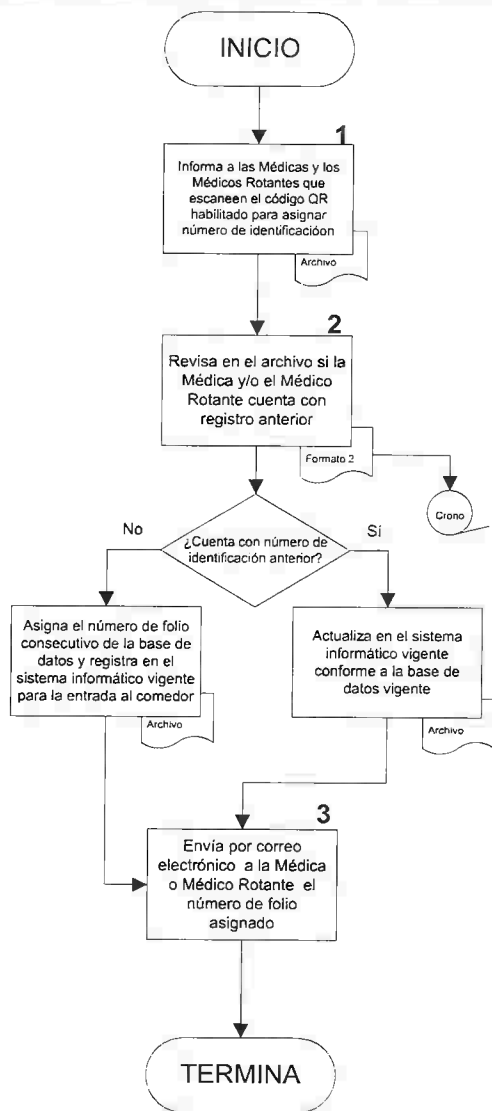 INICIO
1
Informa a las Médicas y los
Médicos Rotantes que
escaneen el código QR
habilitado para asignar
número de identificacióon
Archivo
2
Revisa en el archivo si la
Médica y/o el Médico
Rotante cuenta con
registro anterior
Formato 2
Crono
¿Cuenta con número de
identificación anterior?
No
Sí
Asigna el número de folio
consecutivo de la base de
datos y registra en el
sistema informático vigente
para la entrada al comedor
Archivo
Actualiza en el sistema
informático vigente
conforme a la base de
datos vigente
Archivo
3
Envía por correo
electrónico a la Médica
o Médico Rotante el
número de folio
asignado
TERMINA